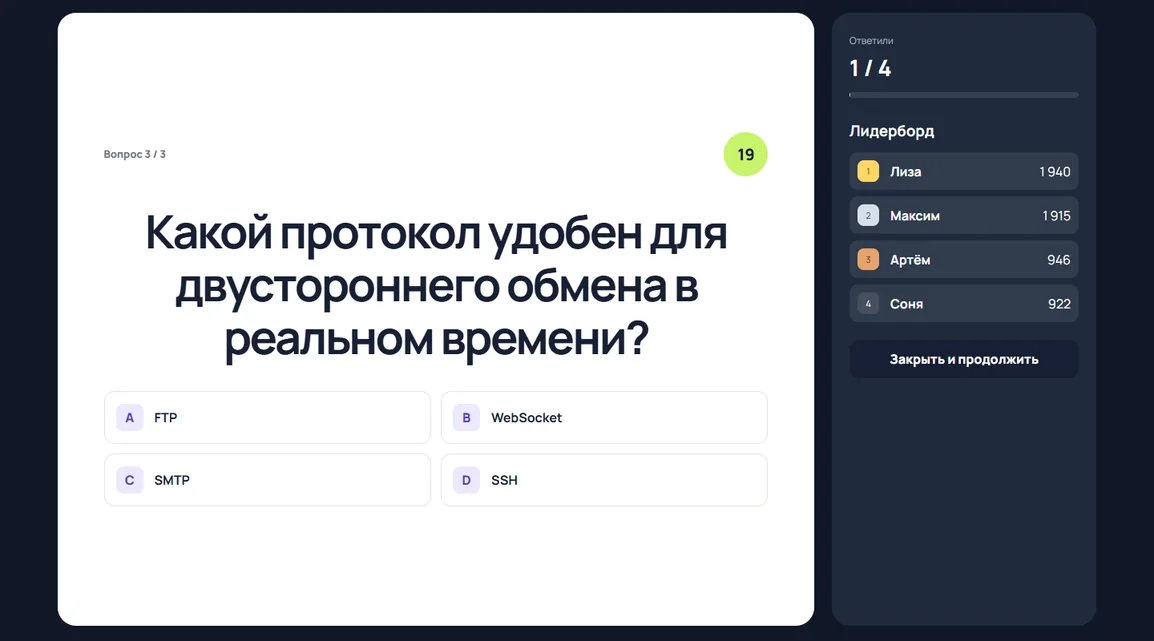 Вопрос 3 / 3
19
Какой протокол удобен для
двустороннего обмена в
реальном времени?
A FTP
B WebSocket
C SMTP
D SSH
Ответили
1 / 4
Лидерборд
1 Лиза 1 940
2 Максим 1 915
3 Артём 946
4 Соня 922
Закрыть и продолжить